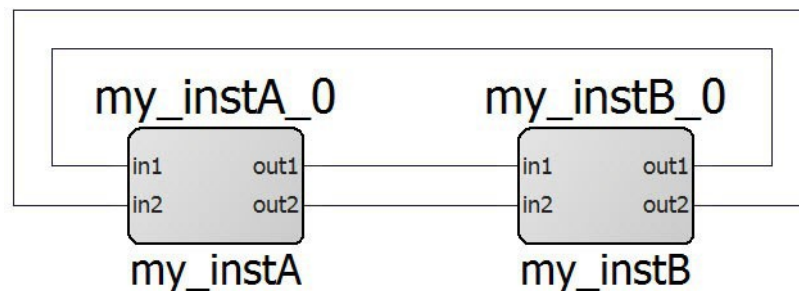 my_instA_0
in1 out1
in2 out2
my_instA
my_instB_0
in1 out1
in2 out2
my_instB